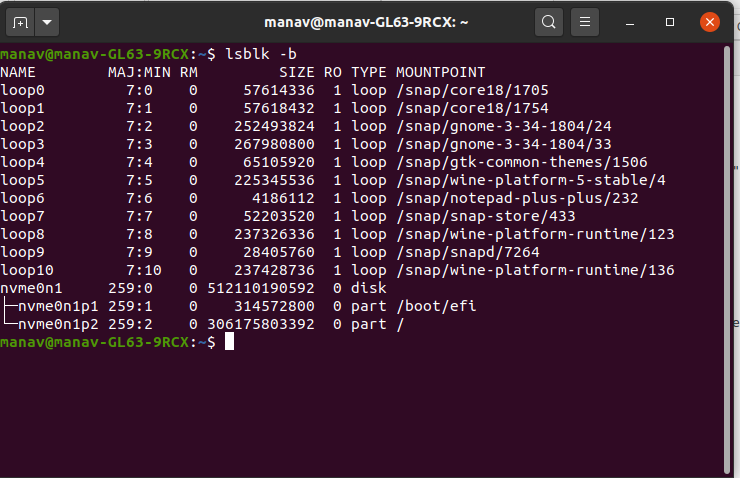 manav@manav-GL63-9RCX: ~
manav@manav-GL63-9RCX:~$ lsblk -b
NAME        MAJ:MIN RM         SIZE RO TYPE MOUNTPOINT
loop0         7:0    0     57614336  1 loop /snap/core18/1705
loop1         7:1    0     57618432  1 loop /snap/core18/1754
loop2         7:2    0    252493824  1 loop /snap/gnome-3-34-1804/24
loop3         7:3    0    267980800  1 loop /snap/gnome-3-34-1804/33
loop4         7:4    0     65105920  1 loop /snap/gtk-common-themes/1506
loop5         7:5    0    225345536  1 loop /snap/wine-platform-5-stable/4
loop6         7:6    0      4186112  1 loop /snap/notepad-plus-plus/232
loop7         7:7    0     52203520  1 loop /snap/snap-store/433
loop8         7:8    0    237326336  1 loop /snap/wine-platform-runtime/123
loop9         7:9    0     28405760  1 loop /snap/snapd/7264
loop10        7:10   0    237428736  1 loop /snap/wine-platform-runtime/136
nvme0n1     259:0    0 512110190592  0 disk
├─nvme0n1p1 259:1    0    314572800  0 part /boot/efi
└─nvme0n1p2 259:2    0 306175803392  0 part /
manav@manav-GL63-9RCX:~$